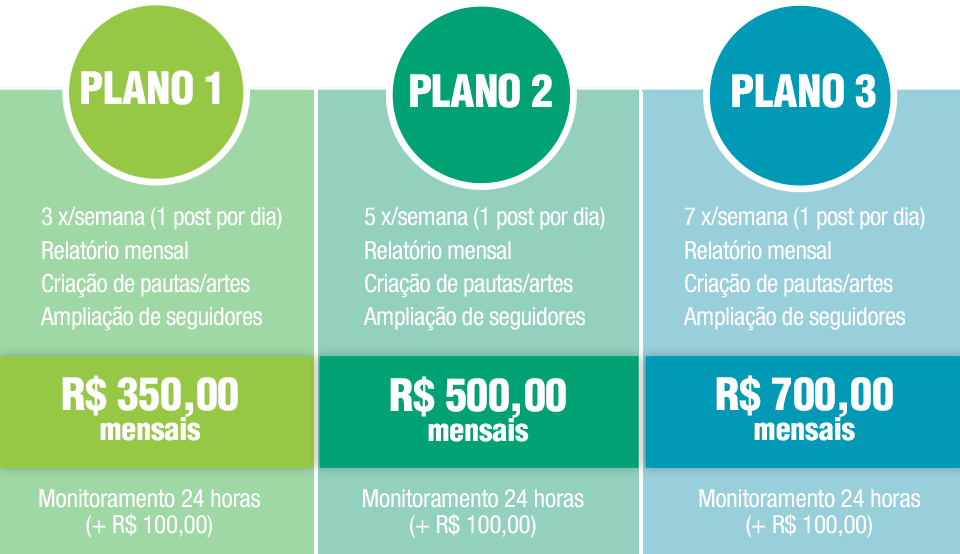 PLANO 1
3 x/semana (1 post por dia)
Relatório mensal
Criação de pautas/artes
Ampliação de seguidores
R$ 350,00
mensais
Monitoramento 24 horas
(+ R$ 100,00)
PLANO 2
5 x/semana (1 post por dia)
Relatório mensal
Criação de pautas/artes
Ampliação de seguidores
R$ 500,00
mensais
Monitoramento 24 horas
(+ R$ 100,00)
PLANO 3
7 x/semana (1 post por dia)
Relatório mensal
Criação de pautas/artes
Ampliação de seguidores
R$ 700,00
mensais
Monitoramento 24 horas
(+ R$ 100,00)